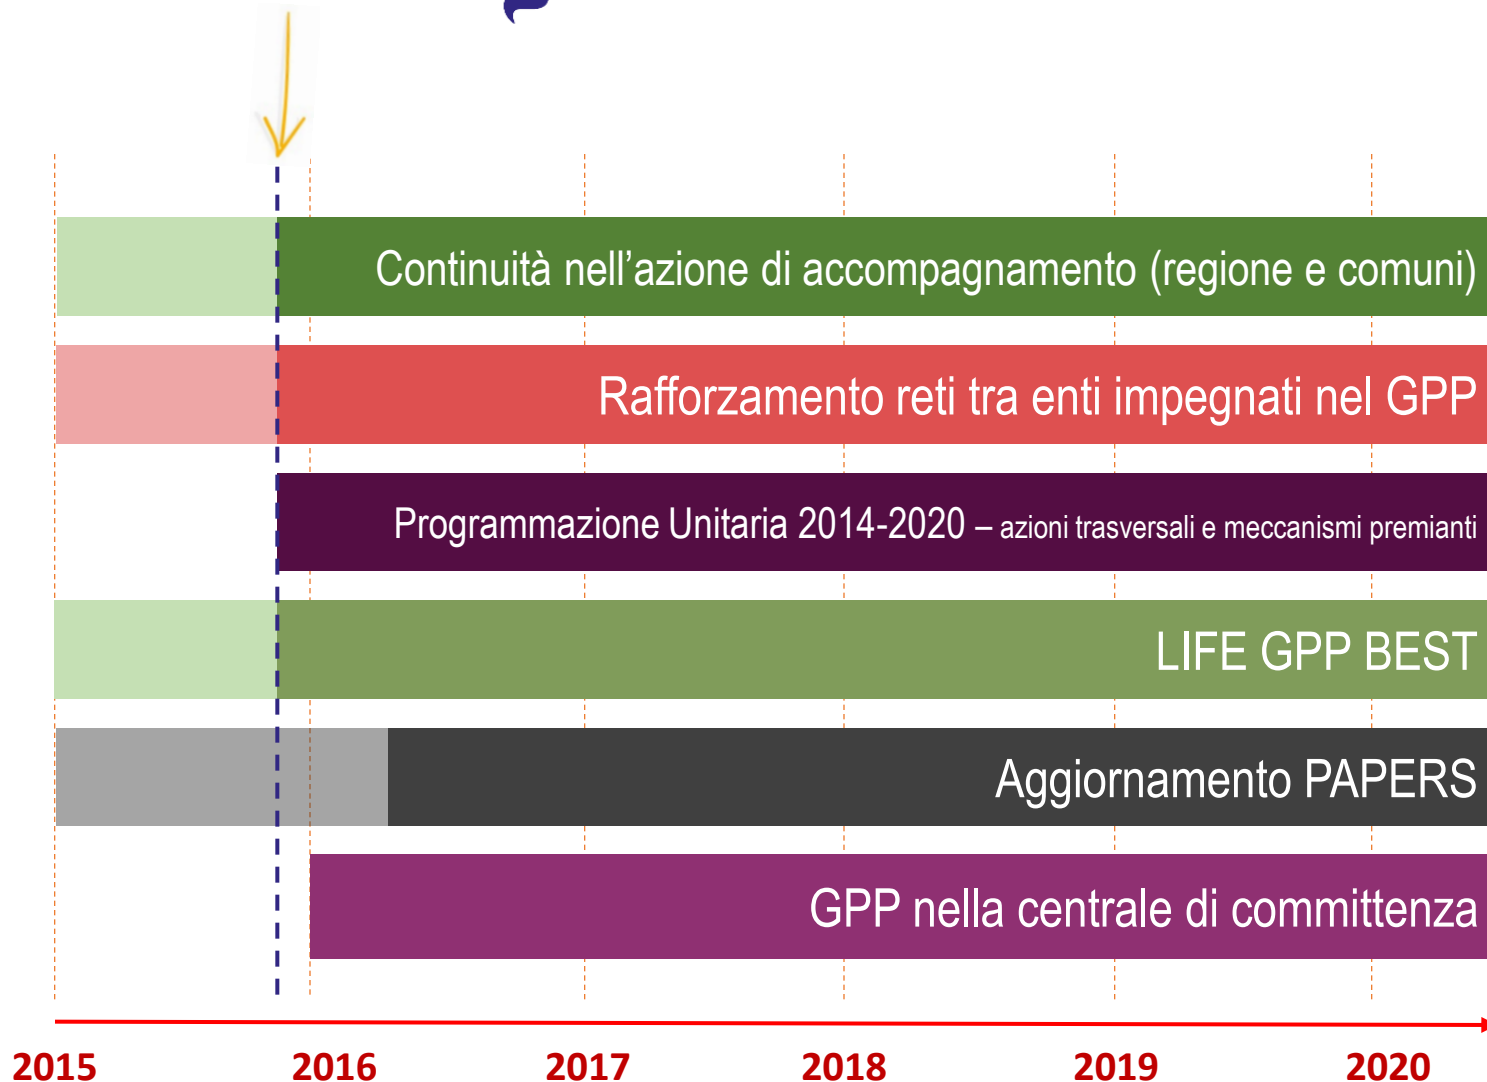 Continuità nell’azione di accompagnamento (regione e comuni)
Rafforzamento reti tra enti impegnati nel GPP
Programmazione Unitaria 2014-2020 – azioni trasversali e meccanismi premianti
LIFE GPP BEST
Aggiornamento PAPERS
GPP nella centrale di committenza
2015 2016 2017 2018 2019 2020